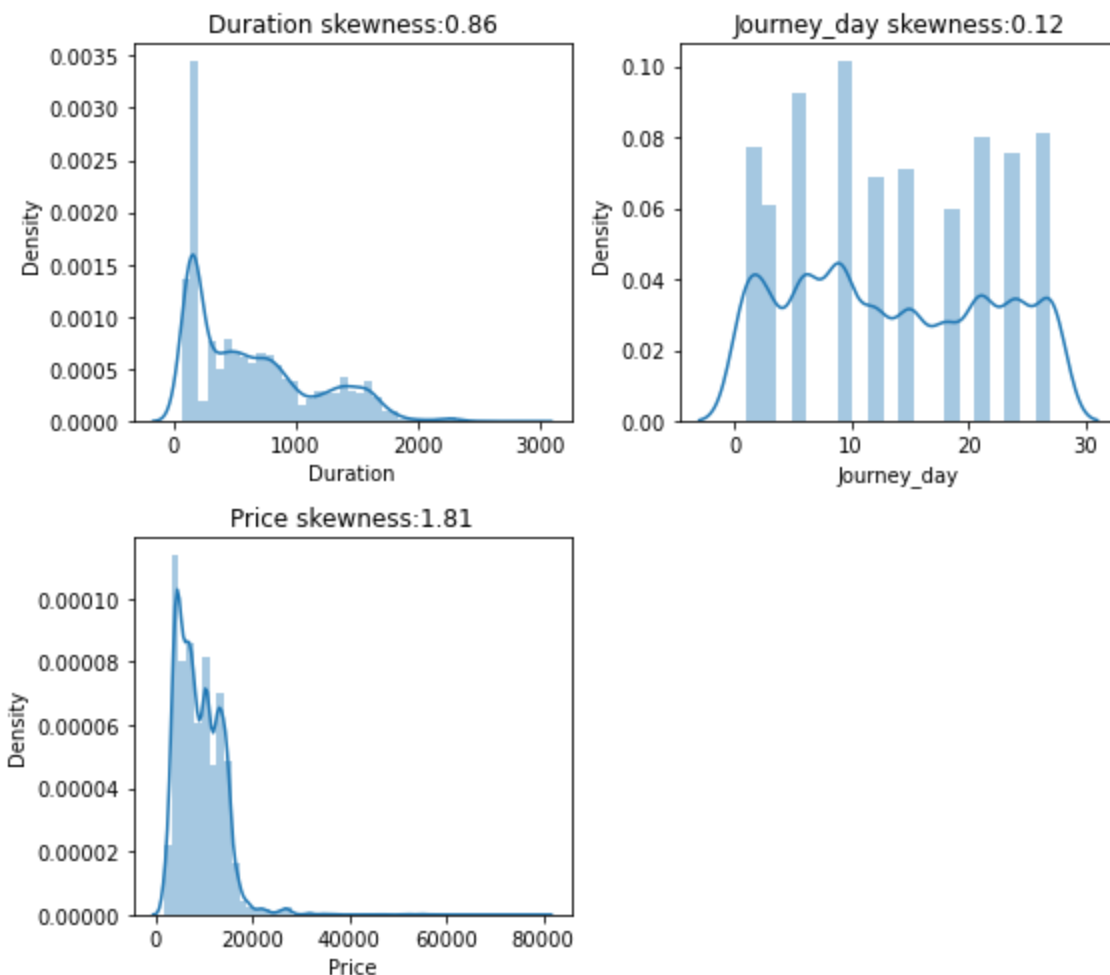 Duration skewness:0.86
0.0035
0.0030
0.0025
0.0020
0.0015
0.0010
0.0005
0.0000
Density
0 1000 2000 3000
Duration
Journey_day skewness:0.12
0.10
0.08
0.06
0.04
0.02
0.00
Density
0 10 20 30
Journey_day
Price skewness:1.81
0.00010
0.00008
0.00006
0.00004
0.00002
0.00000
Density
0 20000 40000 60000 80000
Price